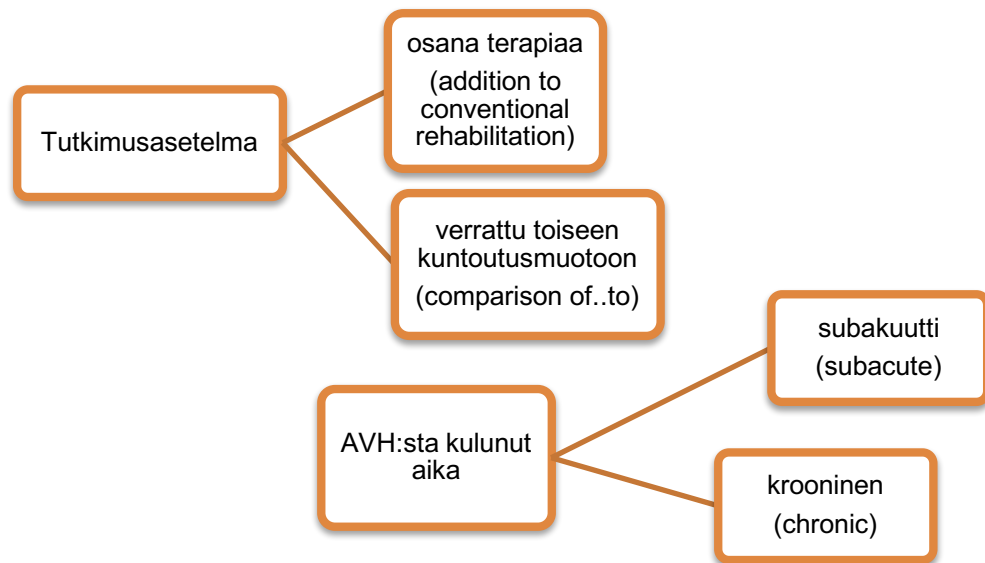 Tutkimusasetelma
osana terapiaa
(addition to
conventional
rehabilitation)
verrattu toiseen
kuntoutusmuotoon
(comparison of..to)
AVH:sta kulunut
aika
subakuutti
(subacute)
krooninen
(chronic)